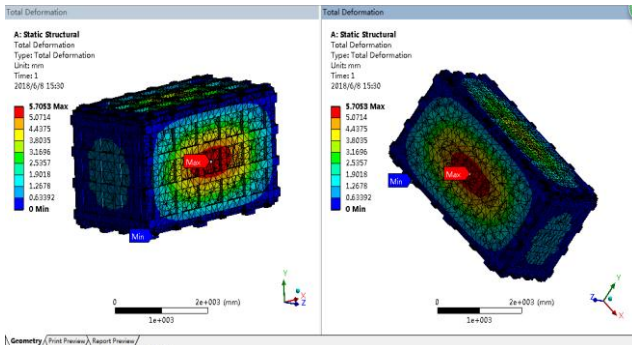 Total Deformation
A: Static Structural
Total Deformation
Type: Total Deformation
Unit: mm
Time: 1
2018/6/8 15:30
5.7053 Max
5.0714
4.4375
3.8035
3.1696
2.5357
1.9018
1.2678
0.63392
0 Min
Max
Min
Y
X
Z
0
2e+003 (mm)
1e+003
Total Deformation
A: Static Structural
Total Deformation
Type: Total Deformation
Unit: mm
Time: 1
2018/6/8 15:30
5.7053 Max
5.0714
4.4375
3.8035
3.1696
2.5357
1.9018
1.2678
0.63392
0 Min
Min
Max
Y
Z
X
0
2e+003 (mm)
1e+003
Geometry Print Preview Report Preview